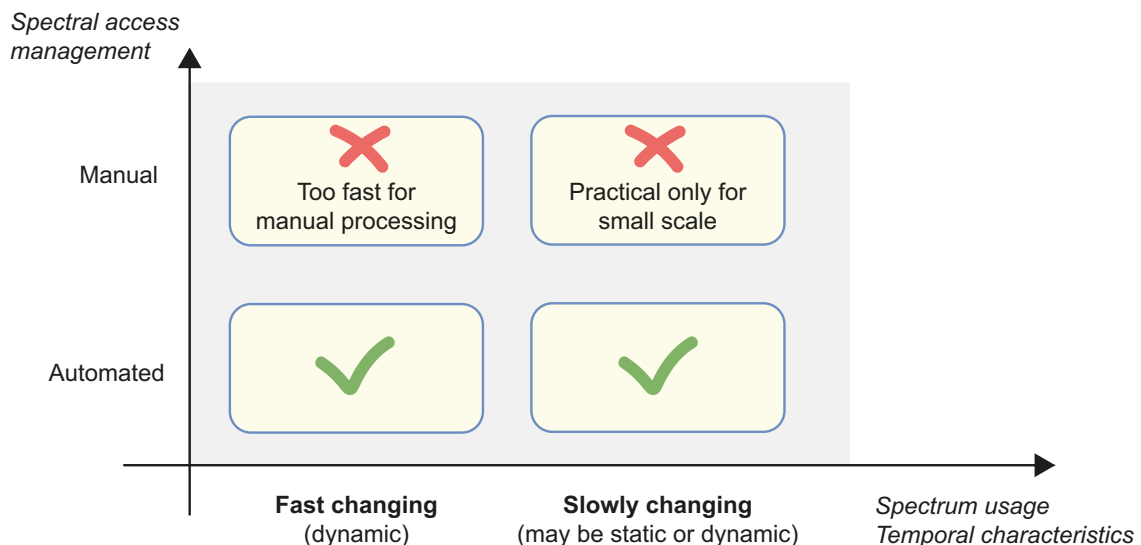 Spectral access
management
Manual
Too fast for
manual processing
Practical only for
small scale
Automated
Fast changing
(dynamic)
Slowly changing
(may be static or dynamic)
Spectrum usage
Temporal characteristics